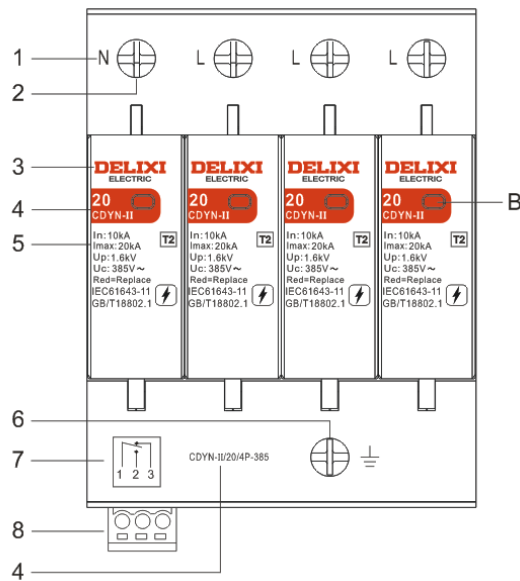 1 N L L L
2
3 DELIXI DELIXI DELIXI DELIXI
ELECTRIC ELECTRIC ELECTRIC ELECTRIC
4 20 20 20 20 B
CDYN-II CDYN-II CDYN-II CDYN-II
5 In:10kA In:10kA In:10kA In:10kA
Imax:20kA T2 Imax:20kA T2 Imax:20kA T2 Imax:20kA T2
Up:1.6kV Up:1.6kV Up:1.6kV Up:1.6kV
Uc:385V～ Uc:385V～ Uc:385V～ Uc:385V～
Red=Replace Red=Replace Red=Replace Red=Replace
IEC61643-11 IEC61643-11 IEC61643-11 IEC61643-11
GB/T18802.1 GB/T18802.1 GB/T18802.1 GB/T18802.1
6
7 1 2 3 CDYN-II/20/4P-385
8
4